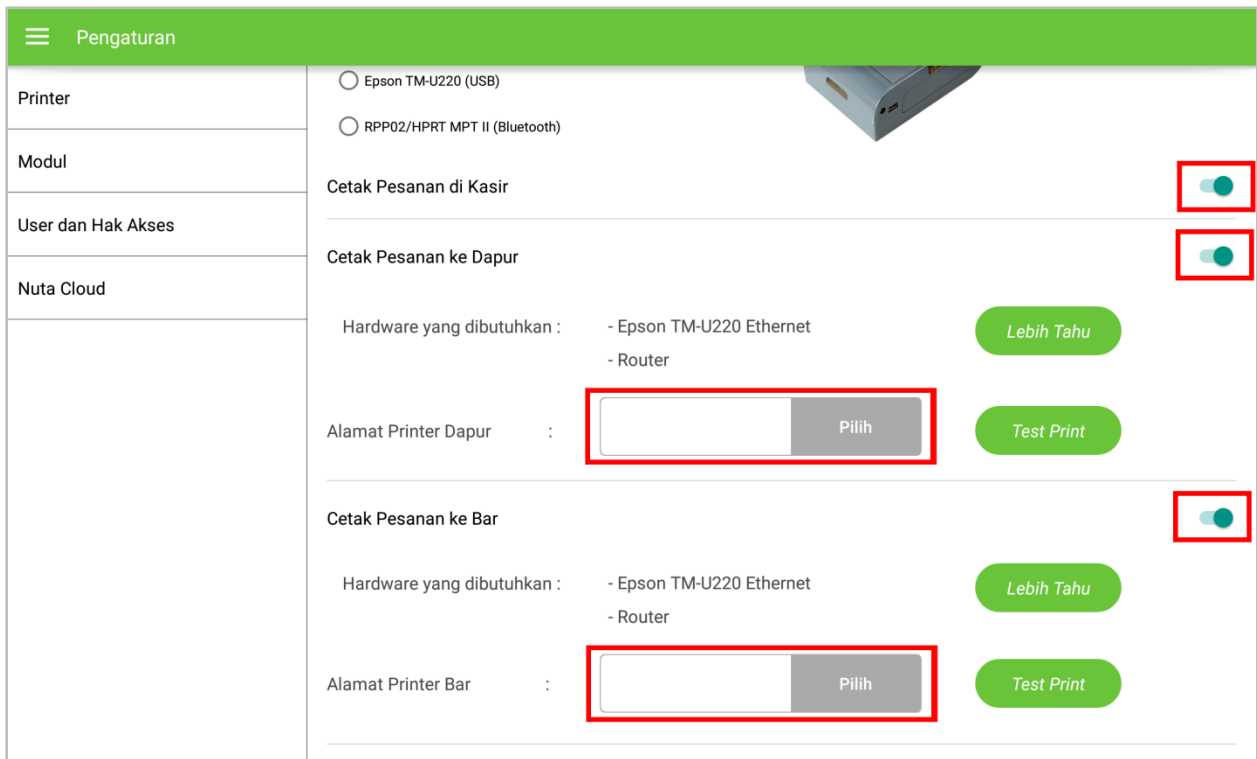 Pengaturan
Printer
Modul
User dan Hak Akses
Nuta Cloud
Epson TM-U220 (USB)
RPP02/HPRT MPT II (Bluetooth)
Cetak Pesanan di Kasir
Cetak Pesanan ke Dapur
Hardware yang dibutuhkan : - Epson TM-U220 Ethernet Lebih Tahu
- Router
Alamat Printer Dapur : Pilih Test Print
Cetak Pesanan ke Bar
Hardware yang dibutuhkan : - Epson TM-U220 Ethernet Lebih Tahu
- Router
Alamat Printer Bar : Pilih Test Print